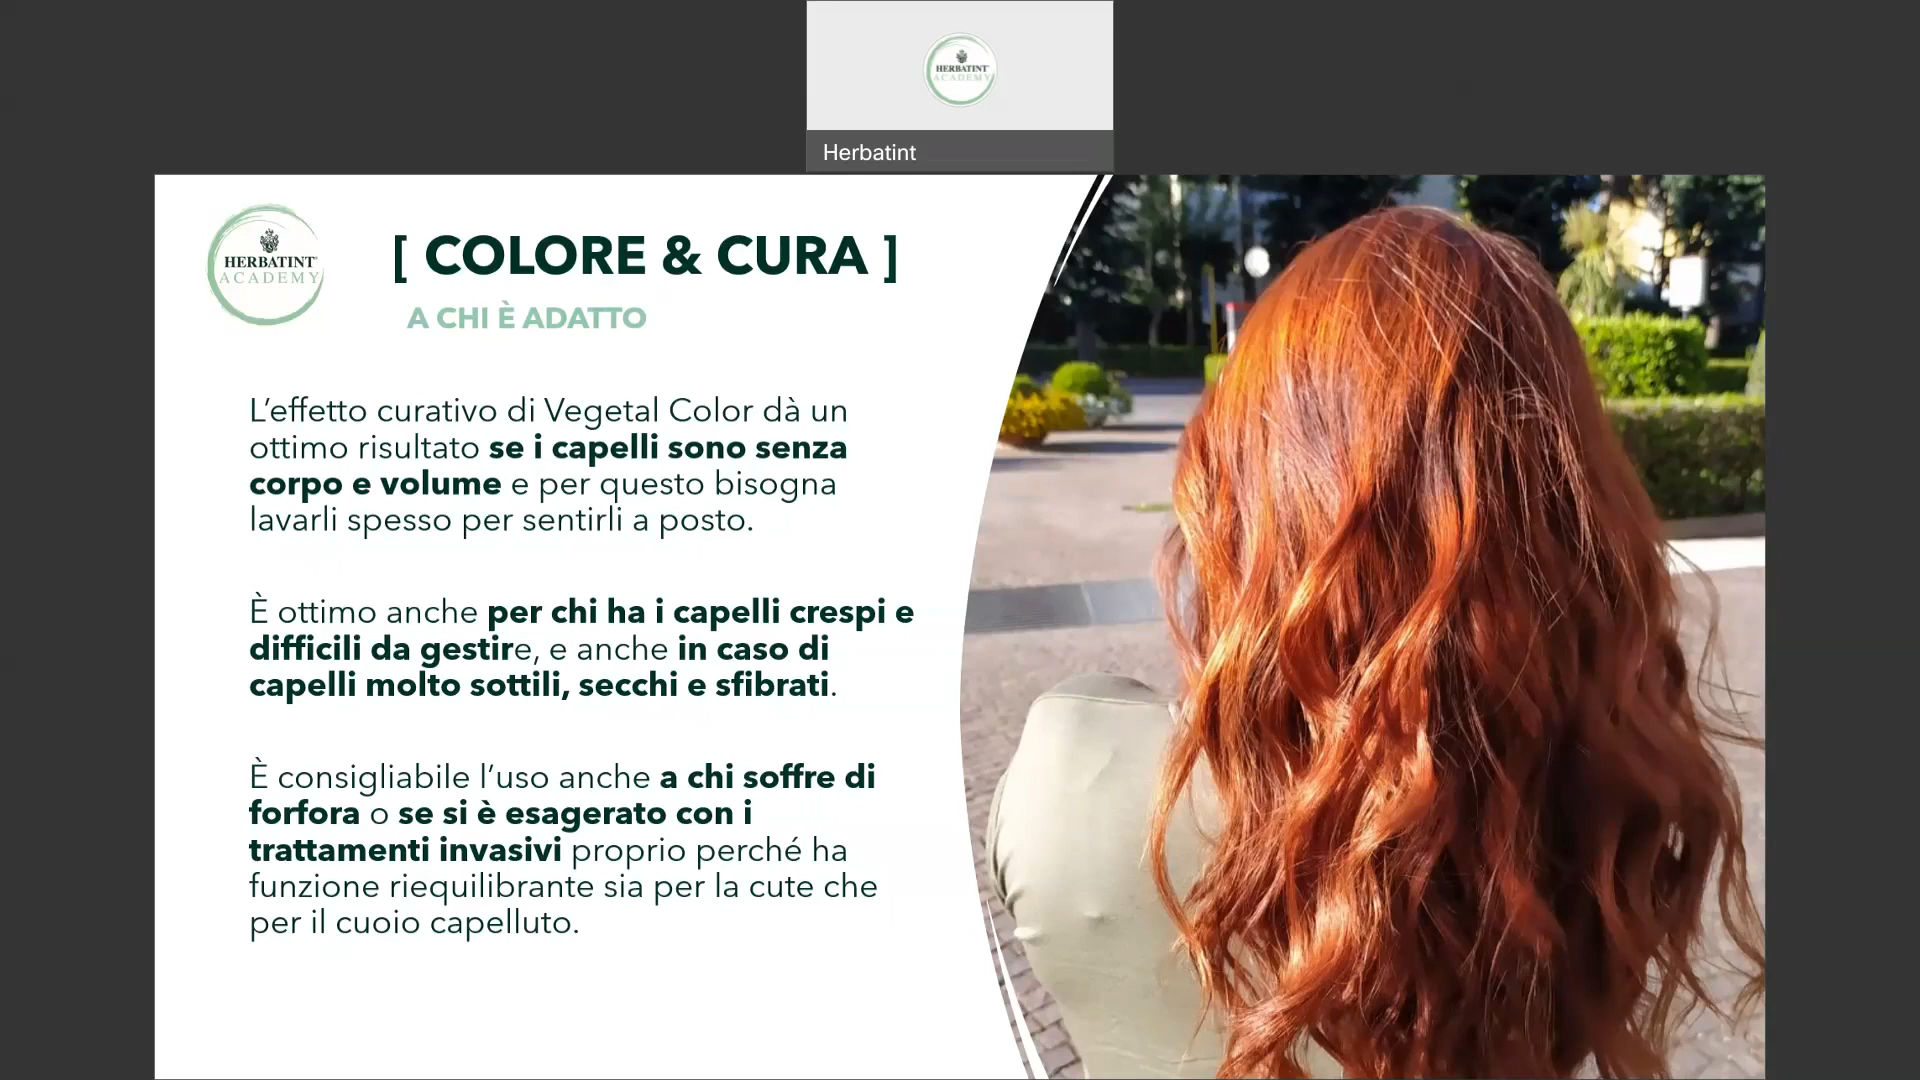 HERBATINT
ACADEMY
Herbatint
HERBATINT
ACADEMY
[ COLORE & CURA ]
A CHI È ADATTO
L’effetto curativo di Vegetal Color dà un
ottimo risultato se i capelli sono senza
corpo e volume e per questo bisogna
lavarli spesso per sentirli a posto.
È ottimo anche per chi ha i capelli crespi e
difficili da gestire, e anche in caso di
capelli molto sottili, secchi e sfibrati.
È consigliabile l’uso anche a chi soffre di
forfora o se si è esagerato con i
trattamenti invasivi proprio perché ha
funzione riequilibrante sia per la cute che
per il cuoio capelluto.